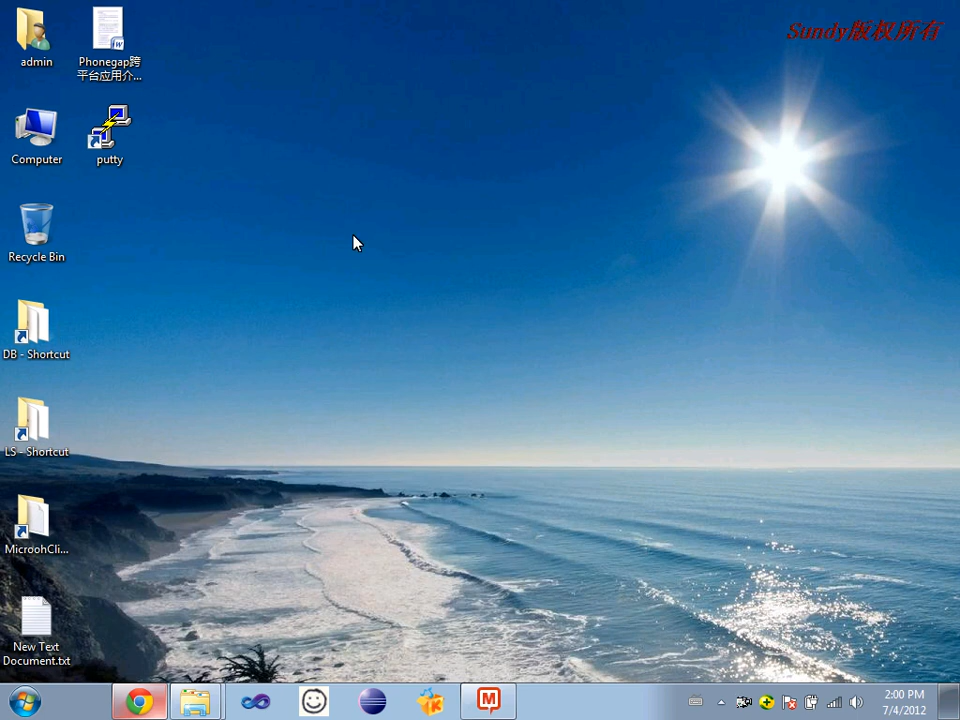 Sundy版权所有
admin
Phonegap跨
平台应用介...
Computer
putty
Recycle Bin
DB - Shortcut
LS - Shortcut
MicroohCli...
New Text
Document.txt
2:00 PM
7/4/2012